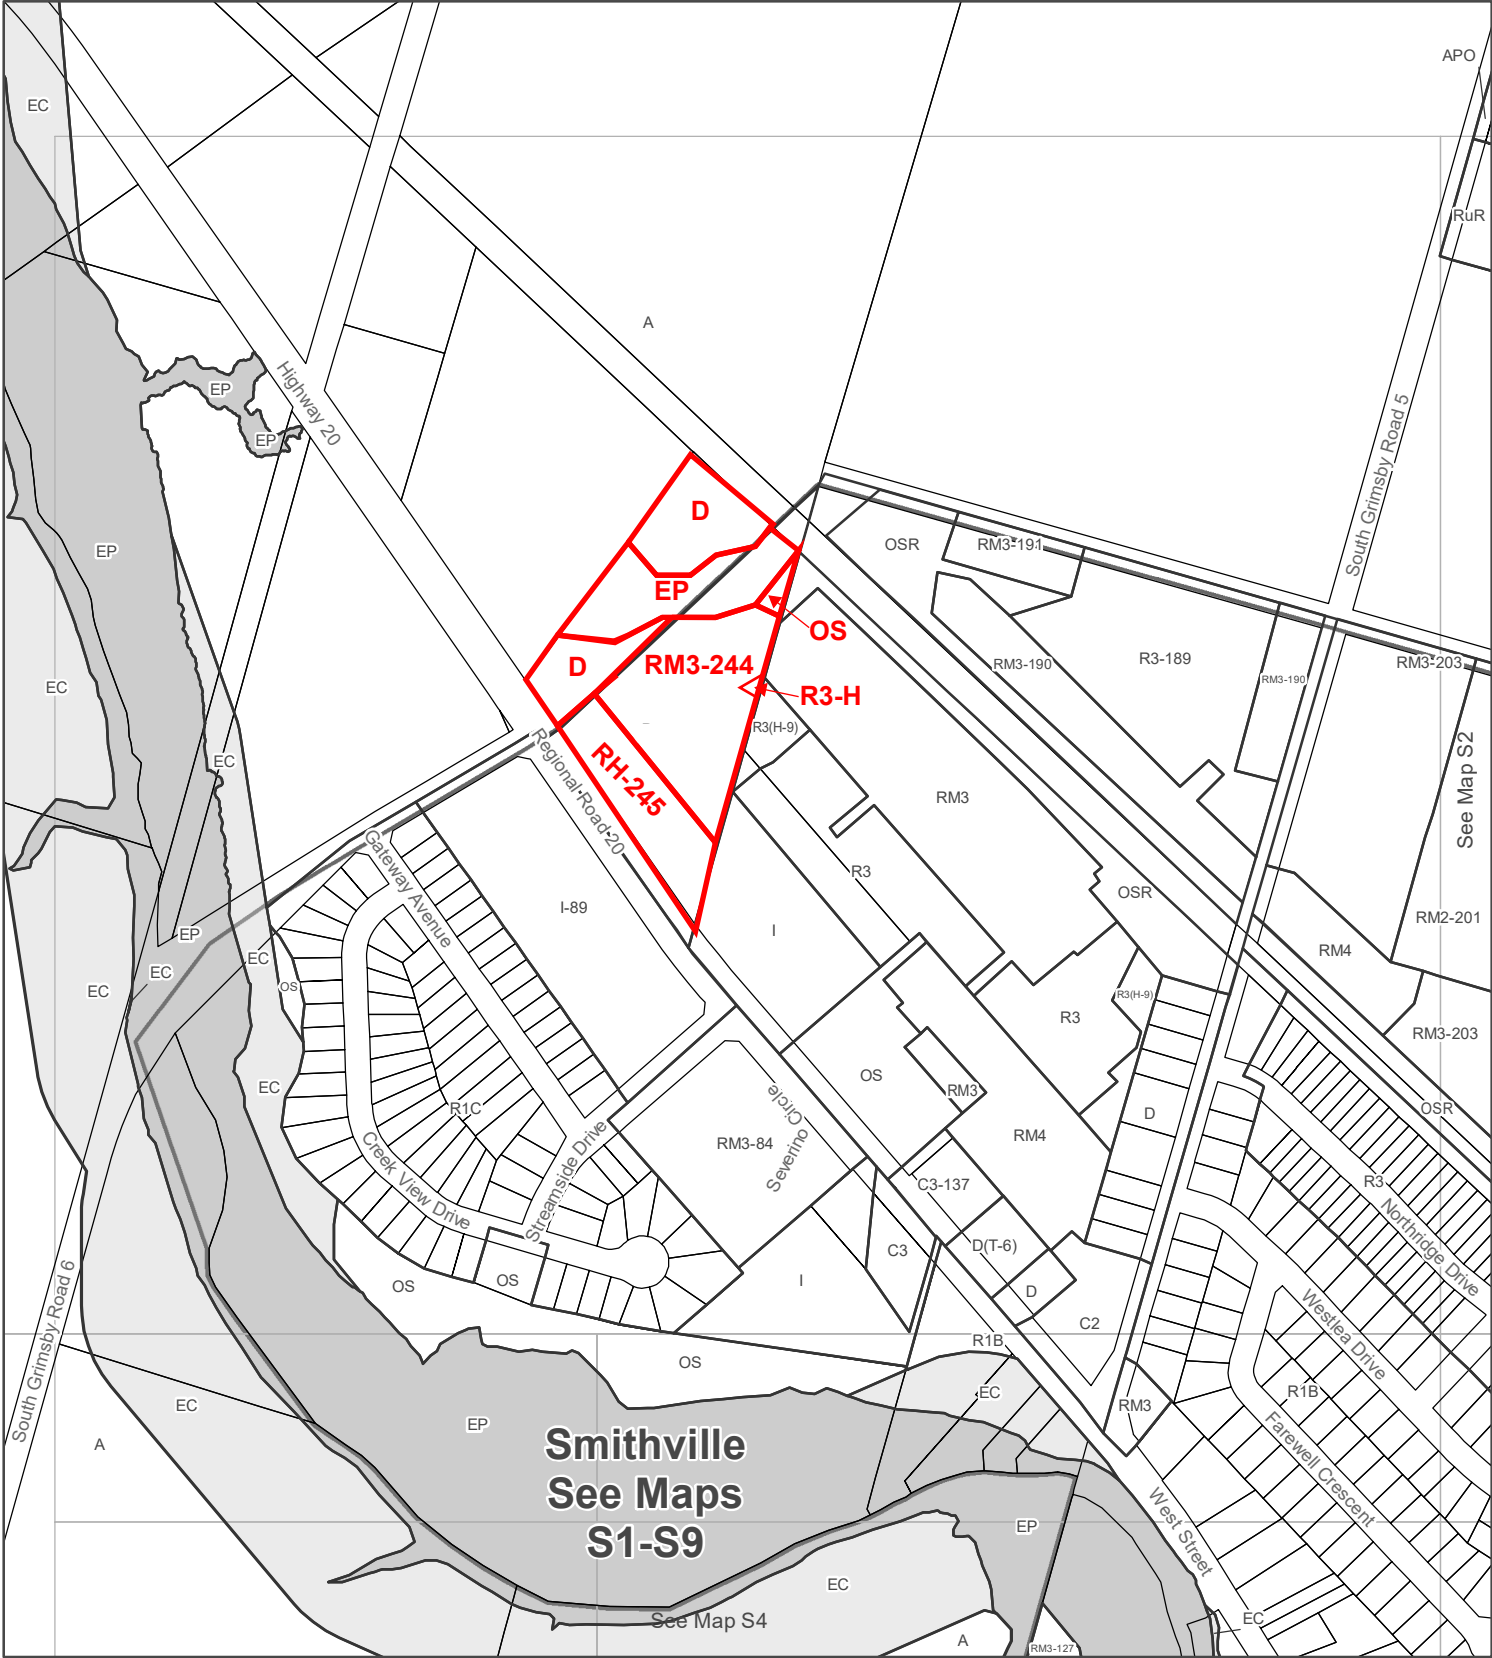 APO
EC
RuR
A
Highway 20
EP
EP
South Grimsby Road 5
D
OSR
RM3-191
EP
EP
OS
RM3-244
D
RM3-190
R3-189
RM3-203
RM3-190
EC
R3-H
R3(H-9)
See Map S2
EC
Regional Road 20
RH-245
RM3
Gateway Avenue
R3
OSR
I-89
RM2-201
I
EP
RM4
EC
EC
OS
EC
R3(H-9)
R3
RM3-203
OS
EC
RM3
R1C
Severino Circle
OSR
D
RM4
RM3-84
Creek View Drive
Streamside Drive
C3-137
R3
Northridge Drive
D(T-6)
C3
OS
OS
I
D
South Grimsby Road 6
C2
Westlea Drive
R1B
OS
EC
R1B
EC
RM3
EP
A
Farewell Crescent
Smithville
See Maps
S1-S9
EP
West Street
EC
See Map S4
EC
A
RM3-127